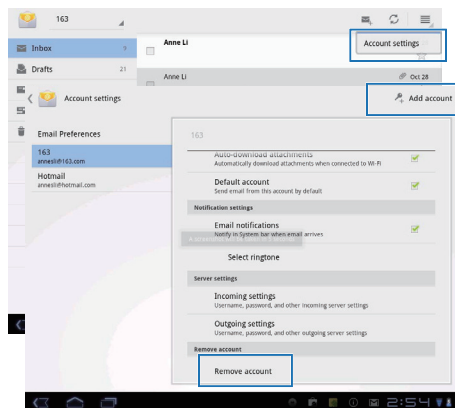 163
Anne Li
Account settings
Inbox 9
Drafts 21
Anne Li
Oct 28
Account settings
Add account
Email Preferences
163
annesli@163.com
Hotmail
annesli@hotmail.com
163
Auto-download attachments
Automatically download attachments when connected to Wi-Fi
Default account
Send email from this account by default
Notification settings
Email notifications
Notify in System bar when email arrives
Select ringtone
Server settings
Incoming settings
Username, password, and other incoming server settings
Outgoing settings
Username, password, and other outgoing server settings
Remove account
Remove account
2:54